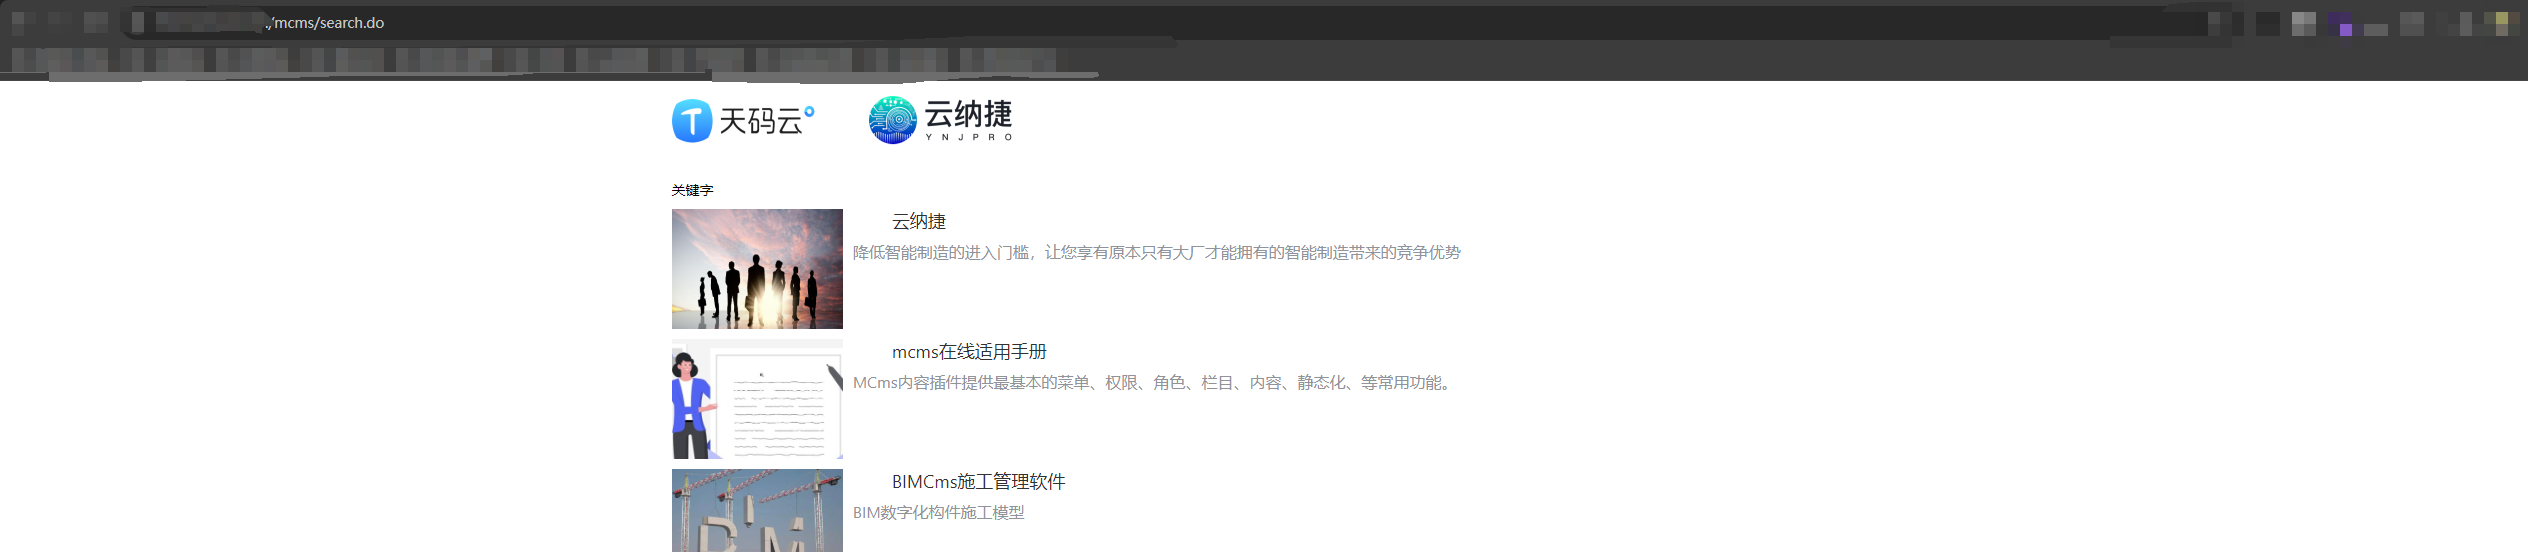 /mcms/search.do
天码云
云纳捷
YNJPRO
关键字
云纳捷
降低智能制造的进入门槛，让您享有原本只有大厂才能拥有的智能制造带来的竞争优势
mcms在线适用手册
MCms内容插件提供最基本的菜单、权限、角色、栏目、内容、静态化、等常用功能。
BIMCms施工管理软件
BIM数字化构件施工模型